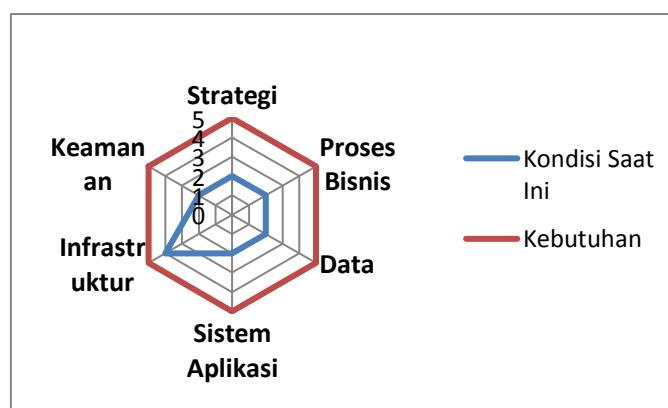 Strategi
5
4
3
2
1
0
Proses
Bisnis
Data
Sistem
Aplikasi
Infrastr
uktur
Keaman
an
Kondisi Saat
Ini
Kebutuhan